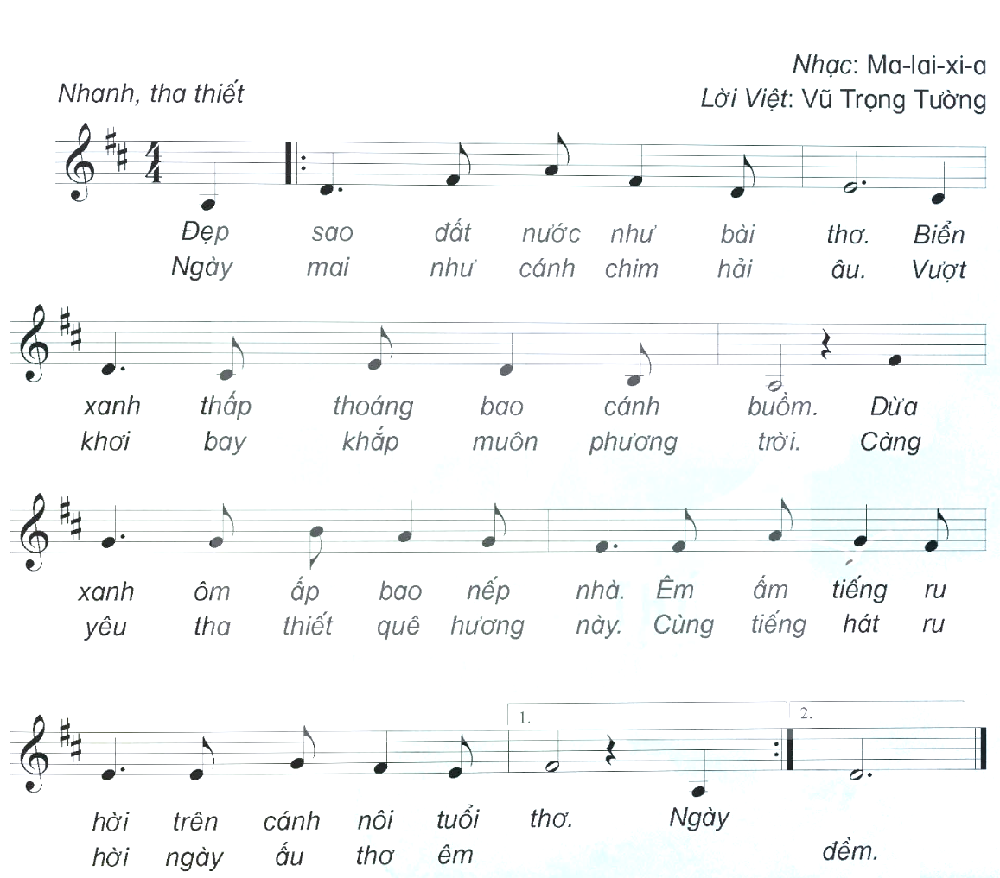 Nhạc: Ma-lai-xi-a
Nhanh, tha thiết
Lời Việt: Vũ Trọng Tường
4
4
Đẹp sao đất nước như bài thơ. Biển
Ngày mai như cánh chim hải âu. Vượt
xanh thấp thoáng bao cánh buồm. Dừa
khơi bay khắp muôn phương trời. Càng
xanh ôm ấp bao nếp nhà. Êm ấm tiếng ru
yêu tha thiết quê hương này. Cùng tiếng hát ru
1. 2.
hời trên cánh nôi tuổi thơ. Ngày
hời ngày ấu thơ êm đềm.